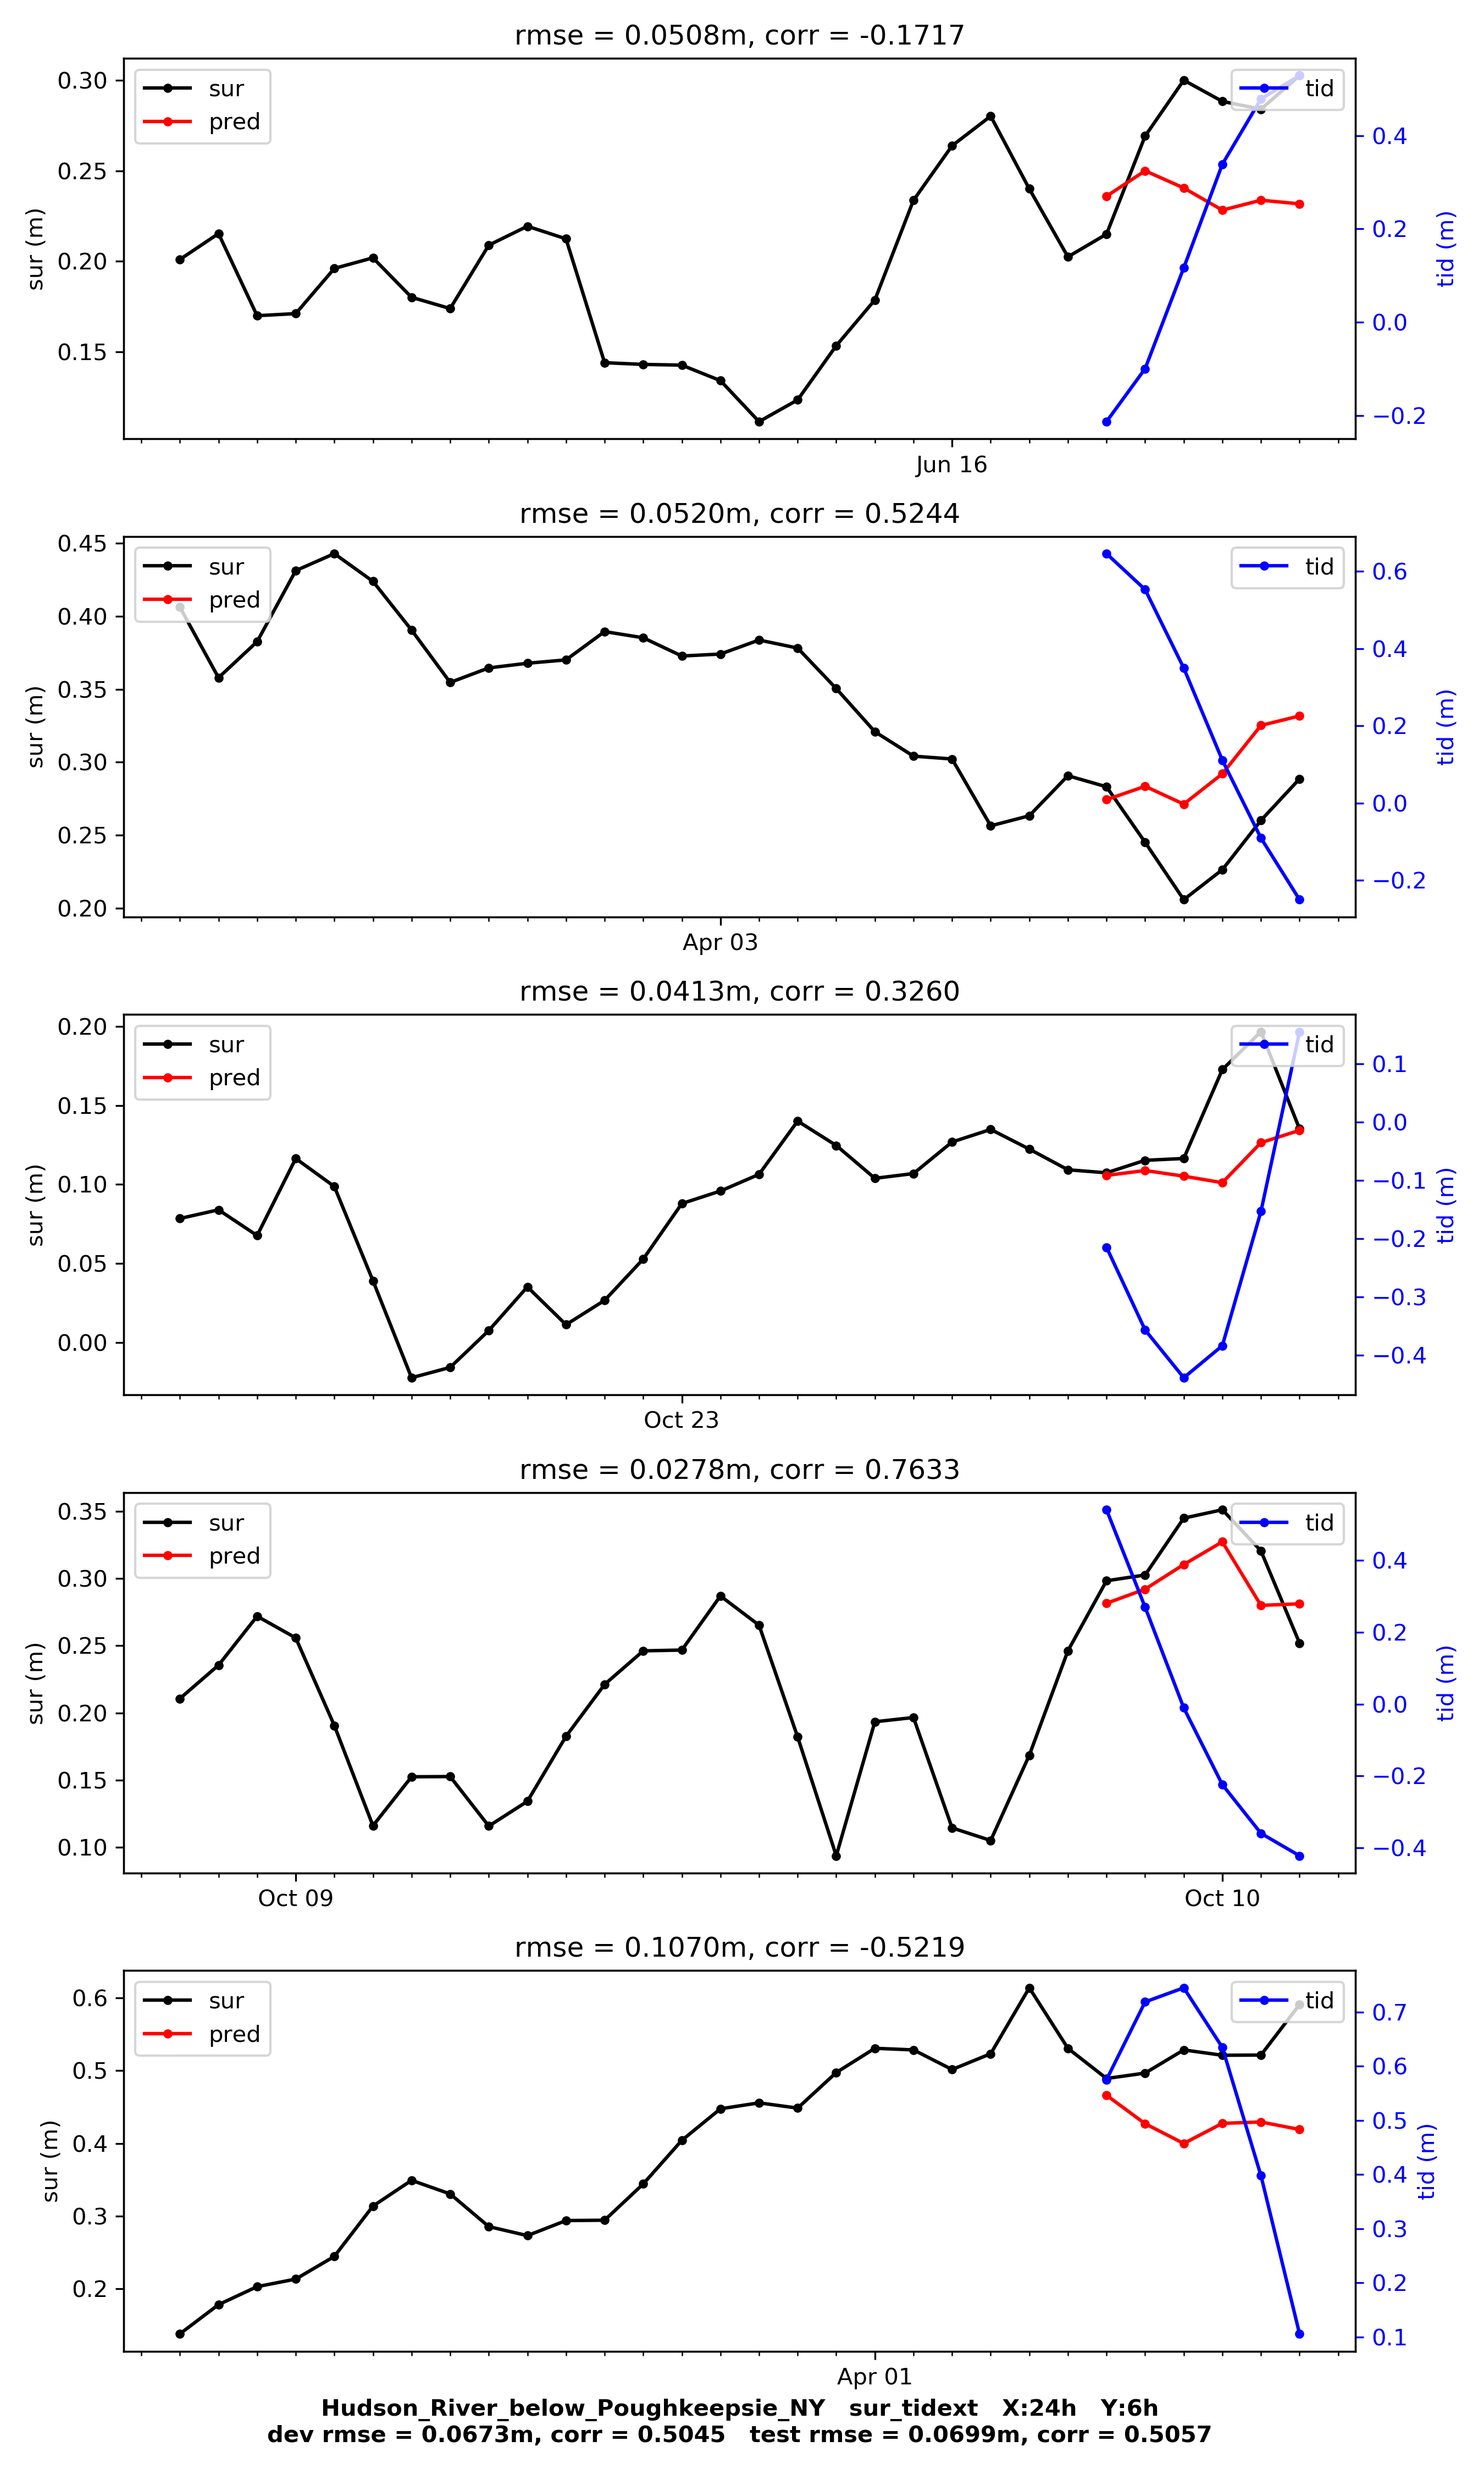 rmse = 0.0508m, corr = -0.1717
sur
pred
tid
0.30
0.25
0.20
0.15
sur (m)
0.4
0.2
0.0
−0.2
tid (m)
Jun 16
rmse = 0.0520m, corr = 0.5244
sur
pred
tid
0.45
0.40
0.35
0.30
0.25
0.20
sur (m)
0.6
0.4
0.2
0.0
−0.2
tid (m)
Apr 03
rmse = 0.0413m, corr = 0.3260
sur
pred
tid
0.20
0.15
0.10
0.05
0.00
sur (m)
0.1
0.0
−0.1
−0.2
−0.3
−0.4
tid (m)
Oct 23
rmse = 0.0278m, corr = 0.7633
sur
pred
tid
0.35
0.30
0.25
0.20
0.15
0.10
sur (m)
0.4
0.2
0.0
−0.2
−0.4
tid (m)
Oct 09
Oct 10
rmse = 0.1070m, corr = -0.5219
sur
pred
tid
0.6
0.5
0.4
0.3
0.2
sur (m)
0.7
0.6
0.5
0.4
0.3
0.2
0.1
tid (m)
Apr 01
Hudson_River_below_Poughkeepsie_NY   sur_tidext   X:24h   Y:6h
dev rmse = 0.0673m, corr = 0.5045   test rmse = 0.0699m, corr = 0.5057